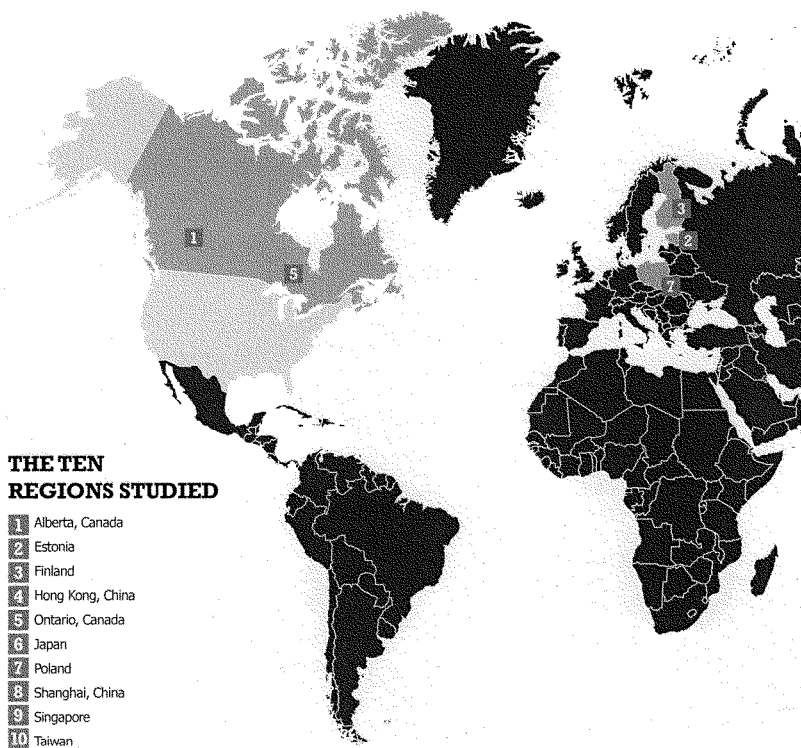 1
5
3
2
7
THE TEN
REGIONS STUDIED
1 Alberta, Canada
2 Estonia
3 Finland
4 Hong Kong, China
5 Ontario, Canada
6 Japan
7 Poland
8 Shanghai, China
9 Singapore
10 Taiwan